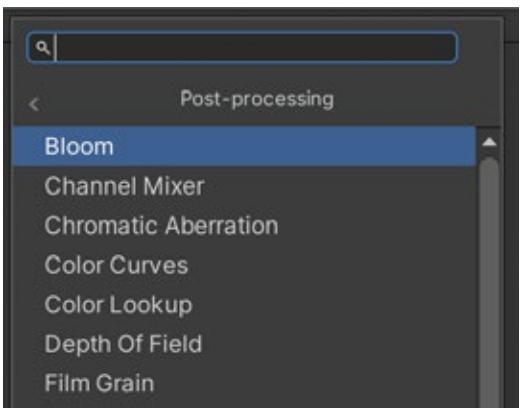 Post-processing
Bloom
Channel Mixer
Chromatic Aberration
Color Curves
Color Lookup
Depth Of Field
Film Grain